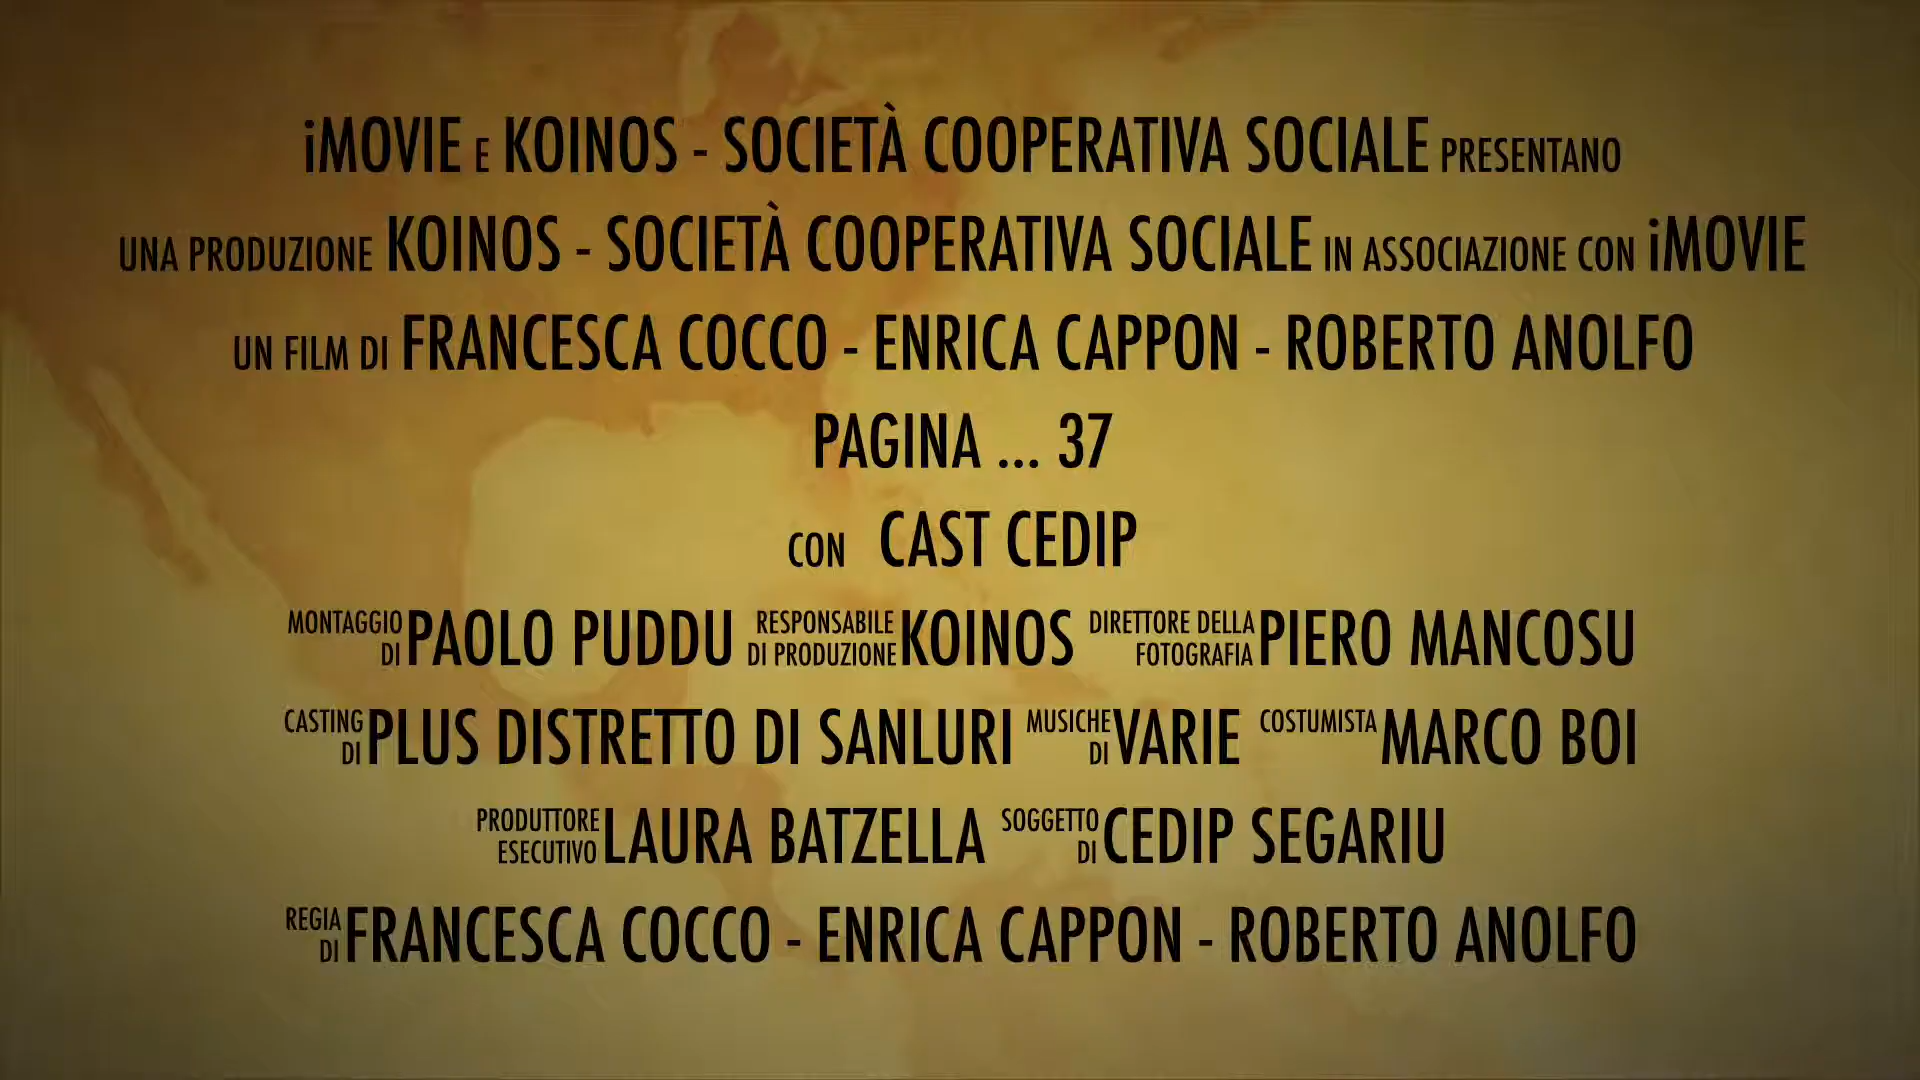 iMOVIE E KOINOS - SOCIETÀ COOPERATIVA SOCIALE PRESENTANO
UNA PRODUZIONE KOINOS - SOCIETÀ COOPERATIVA SOCIALE IN ASSOCIAZIONE CON iMOVIE
UN FILM DI FRANCESCA COCCO - ENRICA CAPPON - ROBERTO ANOLFO
PAGINA ... 37
CON CAST CEDIP
MONTAGGIO DI PAOLO PUDDU RESPONSABILE DI PRODUZIONE KOINOS DIRETTORE DELLA FOTOGRAFIA PIERO MANCOSU
CASTING DI PLUS DISTRETTO DI SANLURI MUSICHE DI VARIE COSTUMISTA MARCO BOI
PRODUTTORE ESECUTIVO LAURA BATZELLA SOGGETTO DI CEDIP SEGARIU
REGIA DI FRANCESCA COCCO - ENRICA CAPPON - ROBERTO ANOLFO